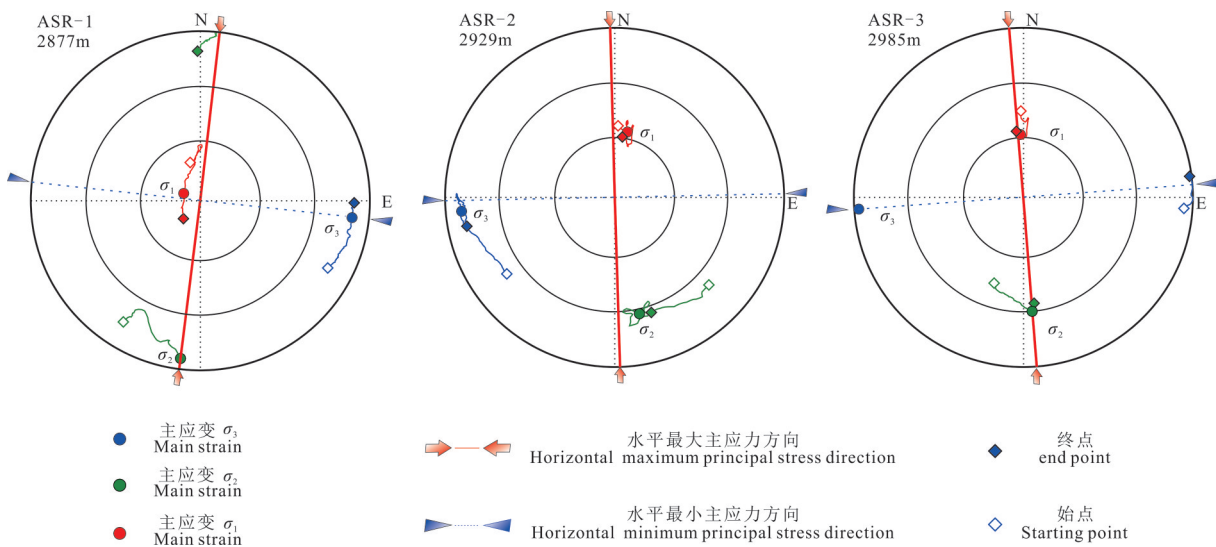 ASR-1
2877m
N
E
σ1
σ3
σ2
ASR-2
2929m
N
E
σ1
σ3
σ2
ASR-3
2985m
N
E
σ1
σ3
σ2
主应变 σ3
Main strain
主应变 σ2
Main strain
主应变 σ1
Main strain
水平最大主应力方向
Horizontal maximum principal stress direction
水平最小主应力方向
Horizontal minimum principal stress direction
终点
end point
始点
Starting point